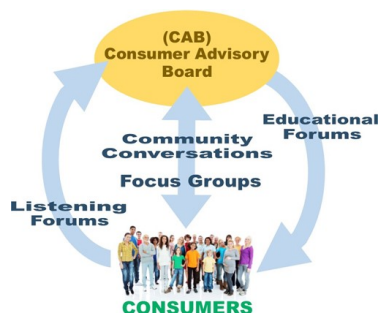 (CAB)
Consumer Advisory
Board
Educational
Forums
Community
Conversations
Focus Groups
Listening
Forums
CONSUMERS